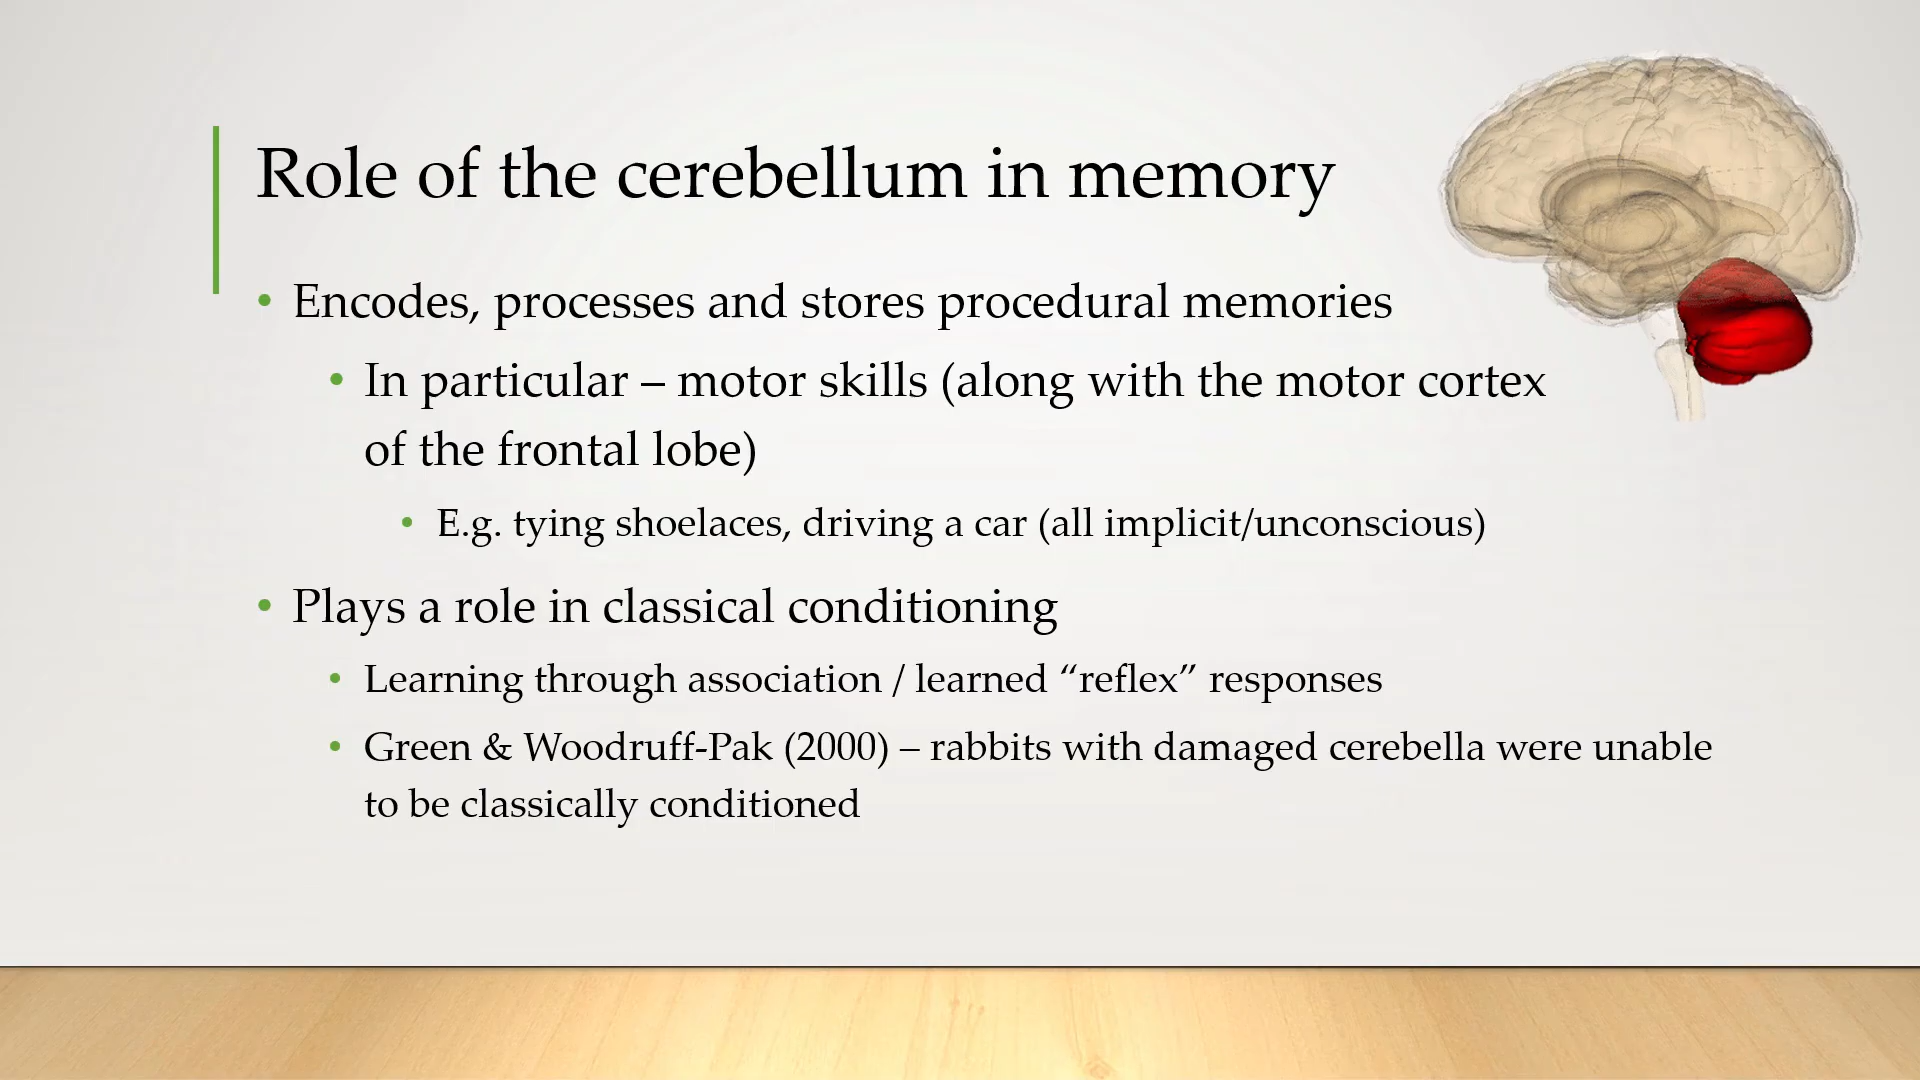 Role of the cerebellum in memory
• Encodes, processes and stores procedural memories
• In particular – motor skills (along with the motor cortex
of the frontal lobe)
• E.g. tying shoelaces, driving a car (all implicit/unconscious)
• Plays a role in classical conditioning
• Learning through association / learned “reflex” responses
• Green & Woodruff-Pak (2000) – rabbits with damaged cerebella were unable
to be classically conditioned